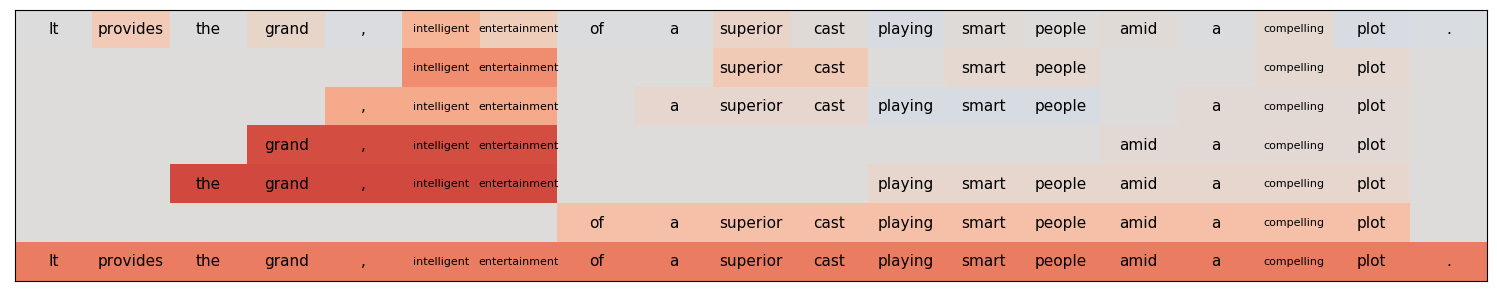 It provides the grand , intelligent entertainment of a superior cast playing smart people amid a compelling plot .
intelligent entertainment superior cast smart people compelling plot
, intelligent entertainment a superior cast playing smart people a compelling plot
grand , intelligent entertainment amid a compelling plot
the grand , intelligent entertainment playing smart people amid a compelling plot
of a superior cast playing smart people amid a compelling plot
It provides the grand , intelligent entertainment of a superior cast playing smart people amid a compelling plot .